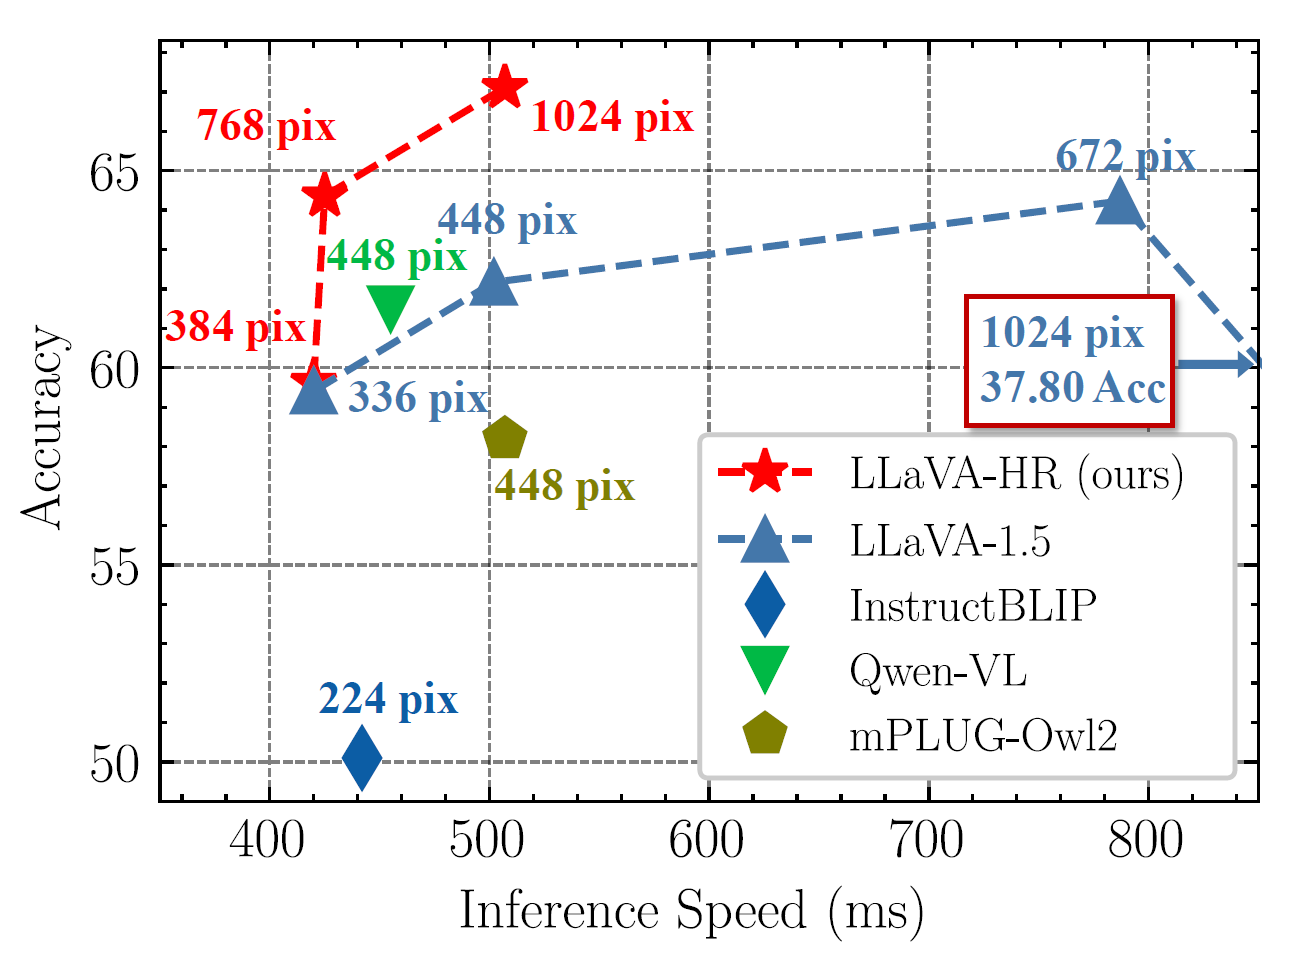 768 pix
1024 pix
672 pix
65
448 pix
448 pix
384 pix
1024 pix
37.80 Acc
60
336 pix
448 pix
55
224 pix
50
Accuracy
LLaVA-HR (ours)
LLaVA-1.5
InstructBLIP
Qwen-VL
mPLUG-Owl2
400 500 600 700 800
Inference Speed (ms)